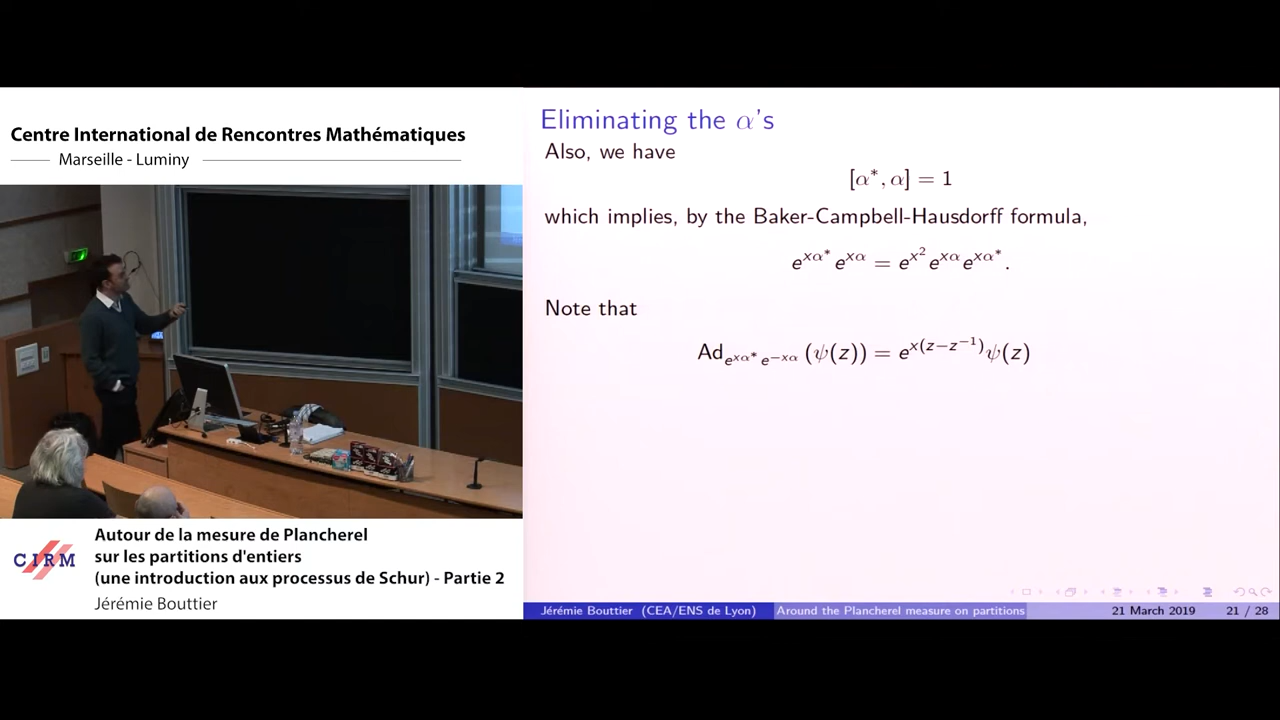 Centre International de Rencontres Mathématiques
Marseille - Luminy
CIRM
Autour de la mesure de Plancherel
sur les partitions d'entiers
(une introduction aux processus de Schur) - Partie 2
Jérémie Bouttier
Eliminating the α's
Also, we have
[α*, α] = 1
which implies, by the Baker-Campbell-Hausdorff formula,
e^{xα*} e^{xα} = e^{x²} e^{xα} e^{xα*}.
Note that
Ad_{e^{xα*} e^{-xα}} (ψ(z)) = e^{x(z−z^{−1})} ψ(z)
Jérémie Bouttier (CEA/ENS de Lyon) Around the Plancherel measure on partitions 21 March 2019 21 / 28